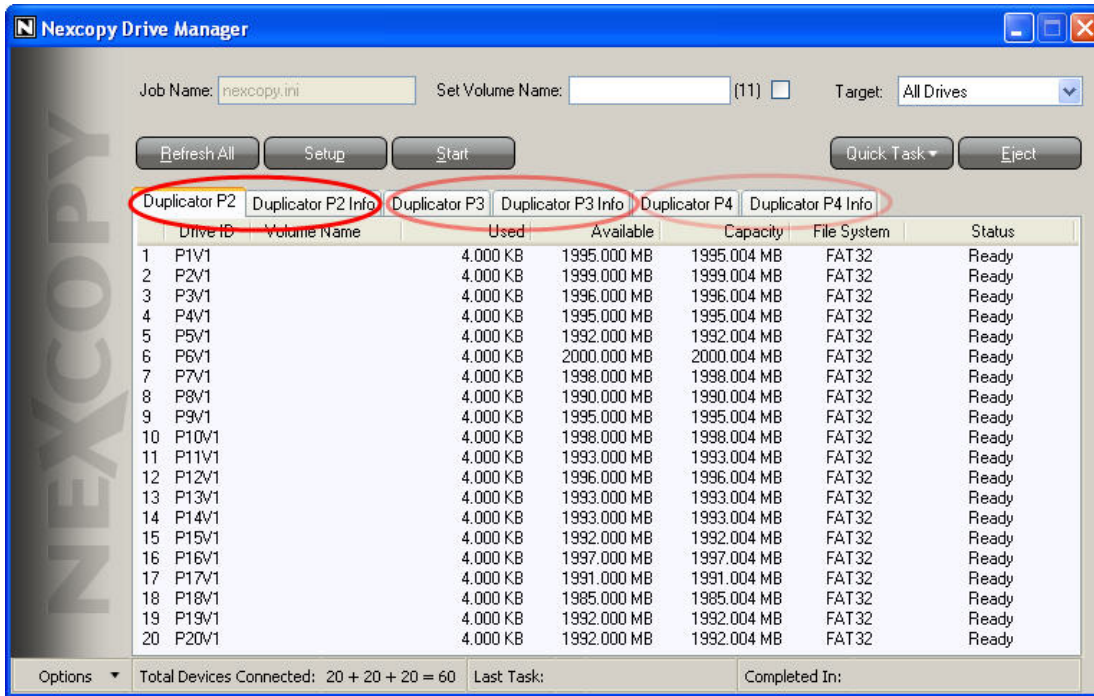 Nexcopy Drive Manager
Job Name: nexcopy.ini Set Volume Name: (11) Target: All Drives
Refresh All Setup Start Quick Task Eject
Duplicator P2 Duplicator P2 Info Duplicator P3 Duplicator P3 Info Duplicator P4 Duplicator P4 Info
Drive ID Volume Name Used Available Capacity File System Status
1 P1V1 4.000 KB 1995.000 MB 1995.004 MB FAT32 Ready
2 P2V1 4.000 KB 1999.000 MB 1999.004 MB FAT32 Ready
3 P3V1 4.000 KB 1996.000 MB 1996.004 MB FAT32 Ready
4 P4V1 4.000 KB 1995.000 MB 1995.004 MB FAT32 Ready
5 P5V1 4.000 KB 1992.000 MB 1992.004 MB FAT32 Ready
6 P6V1 4.000 KB 2000.000 MB 2000.004 MB FAT32 Ready
7 P7V1 4.000 KB 1998.000 MB 1998.004 MB FAT32 Ready
8 P8V1 4.000 KB 1990.000 MB 1990.004 MB FAT32 Ready
9 P9V1 4.000 KB 1995.000 MB 1995.004 MB FAT32 Ready
10 P10V1 4.000 KB 1998.000 MB 1998.004 MB FAT32 Ready
11 P11V1 4.000 KB 1993.000 MB 1993.004 MB FAT32 Ready
12 P12V1 4.000 KB 1996.000 MB 1996.004 MB FAT32 Ready
13 P13V1 4.000 KB 1993.000 MB 1993.004 MB FAT32 Ready
14 P14V1 4.000 KB 1993.000 MB 1993.004 MB FAT32 Ready
15 P15V1 4.000 KB 1992.000 MB 1992.004 MB FAT32 Ready
16 P16V1 4.000 KB 1997.000 MB 1997.004 MB FAT32 Ready
17 P17V1 4.000 KB 1991.000 MB 1991.004 MB FAT32 Ready
18 P18V1 4.000 KB 1985.000 MB 1985.004 MB FAT32 Ready
19 P19V1 4.000 KB 1992.000 MB 1992.004 MB FAT32 Ready
20 P20V1 4.000 KB 1992.000 MB 1992.004 MB FAT32 Ready
NEXCOPY
Options Total Devices Connected: 20 + 20 + 20 = 60 Last Task: Completed In: